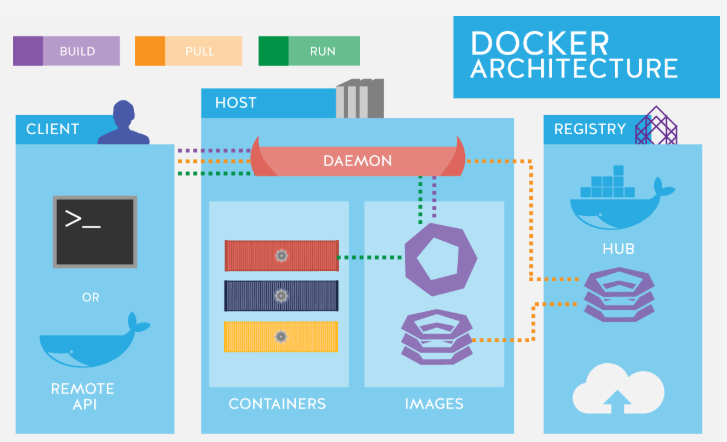 BUILD
PULL
RUN
DOCKER
ARCHITECTURE
CLIENT
HOST
REGISTRY
DAEMON
>_
OR
REMOTE
API
CONTAINERS
IMAGES
HUB